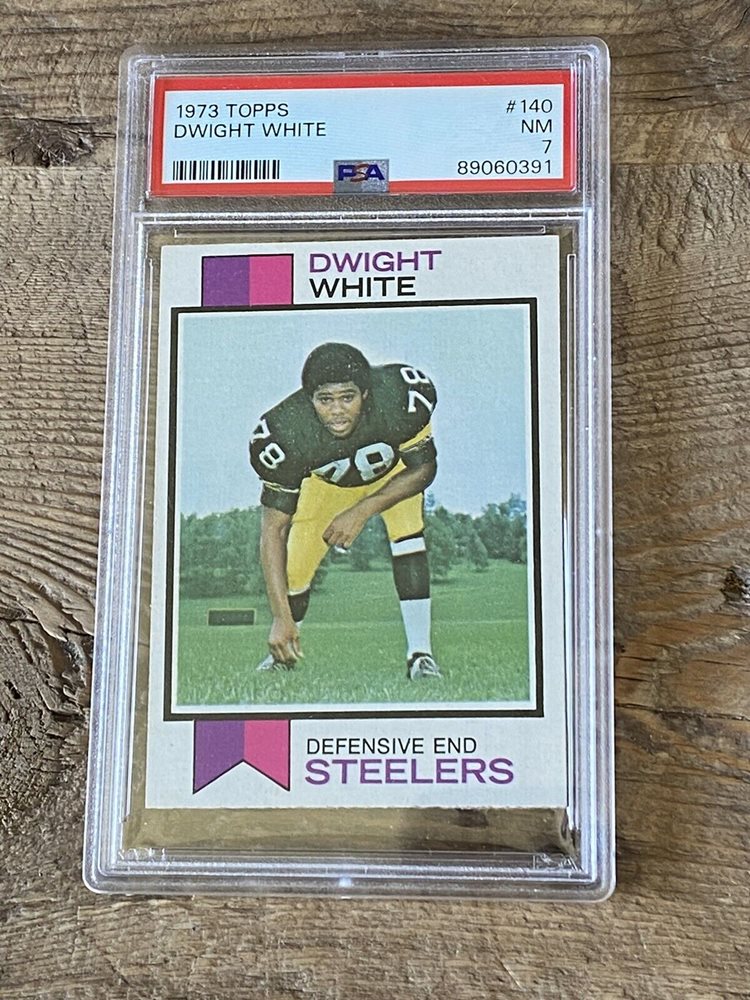 1973 TOPPS #140
DWIGHT WHITE NM
7
PSA 89060391
DWIGHT
WHITE
78
78
78
DEFENSIVE END
STEELERS